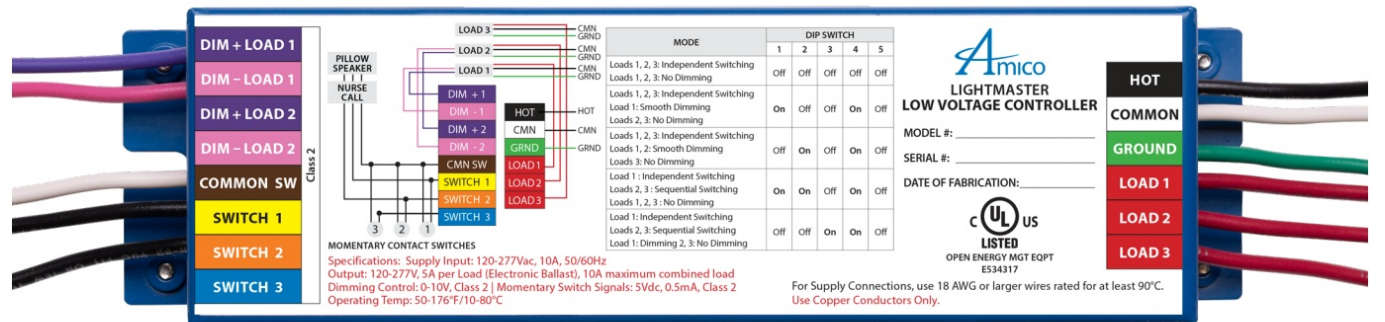 DIM + LOAD 1
DIM – LOAD 1
DIM + LOAD 2
DIM – LOAD 2
COMMON SW
SWITCH 1
SWITCH 2
SWITCH 3
Class 2
PILLOW
SPEAKER
NURSE
CALL
LOAD 3
CMN
GRND
LOAD 2
CMN
GRND
LOAD 1
CMN
GRND
DIM + 1
DIM - 1
DIM + 2
DIM - 2
CMN SW
SWITCH 1
SWITCH 2
SWITCH 3
HOT
CMN
GRND
LOAD 1
LOAD 2
LOAD 3
HOT
CMN
GRND
3 2 1
MOMENTARY CONTACT SWITCHES
MODE DIP SWITCH
1 2 3 4 5
Loads 1, 2, 3: Independent Switching
Loads 1, 2, 3: No Dimming
Off Off Off Off Off
Loads 1, 2, 3: Independent Switching
Load 1: Smooth Dimming
Loads 2, 3: No Dimming
On Off Off On Off
Loads 1, 2, 3: Independent Switching
Loads 1, 2: Smooth Dimming
Loads 3: No Dimming
Off On Off On Off
Load 1 : Independent Switching
Loads 2, 3 : Sequential Switching
Loads 1, 2, 3 : No Dimming
On On Off On Off
Load 1: Independent Switching
Loads 2, 3: Sequential Switching
Load 1: Dimming 2, 3: No Dimming
Off Off On On Off
Specifications: Supply Input: 120-277Vac, 10A, 50/60Hz
Output: 120-277V, 5A per Load (Electronic Ballast), 10A maximum combined load
Dimming Control: 0-10V, Class 2 | Momentary Switch Signals: 5Vdc, 0.5mA, Class 2
Operating Temp: 50-176°F/10-80°C
Amico
LIGHTMASTER
LOW VOLTAGE CONTROLLER
MODEL #:
SERIAL #:
DATE OF FABRICATION:
C UL US
LISTED
OPEN ENERGY MGT EQPT
E534317
For Supply Connections, use 18 AWG or larger wires rated for at least 90°C.
Use Copper Conductors Only.
HOT
COMMON
GROUND
LOAD 1
LOAD 2
LOAD 3